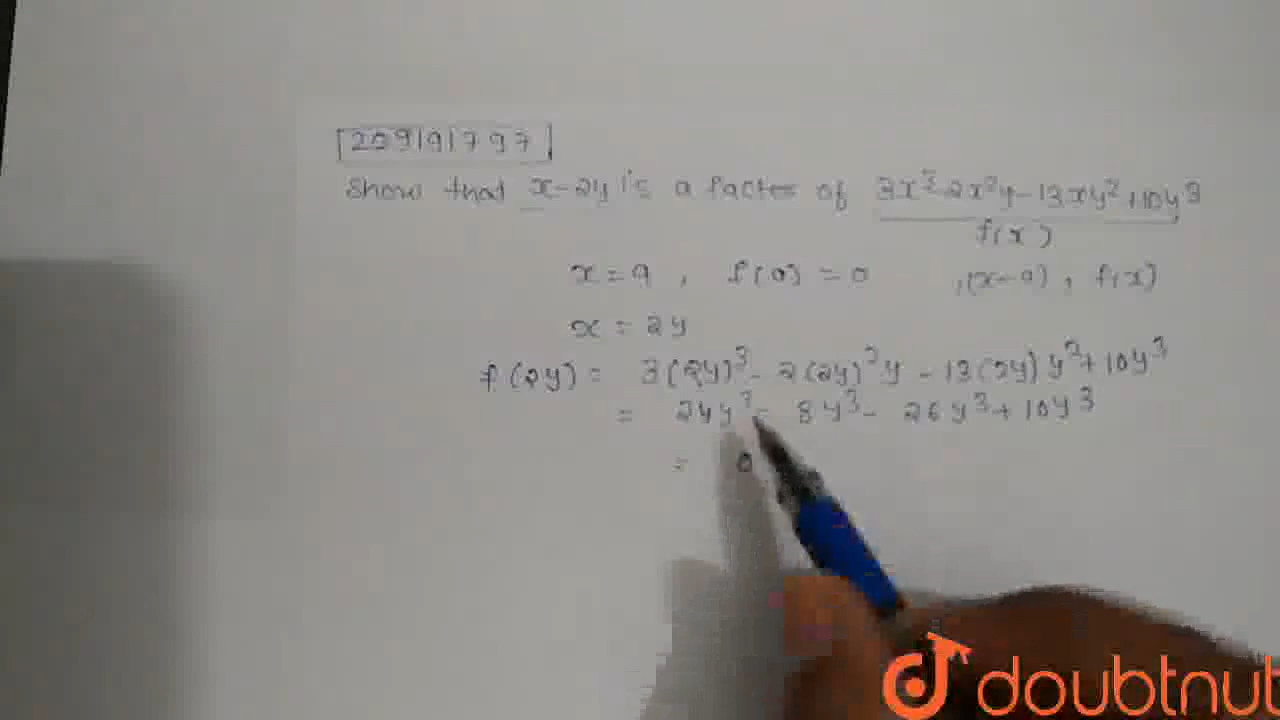 229191797
Show that x-2y is a factor of 3x³-2x²y-13xy²+10y³
f(x)
x = a , f(a) = 0 , (x-a) , f(x)
x = 2y
f(2y) = 3(2y)³ - 2(2y)²y - 13(2y)y² + 10y³
= 24y³ - 8y³ - 26y³ + 10y³
= 0
doubtnut